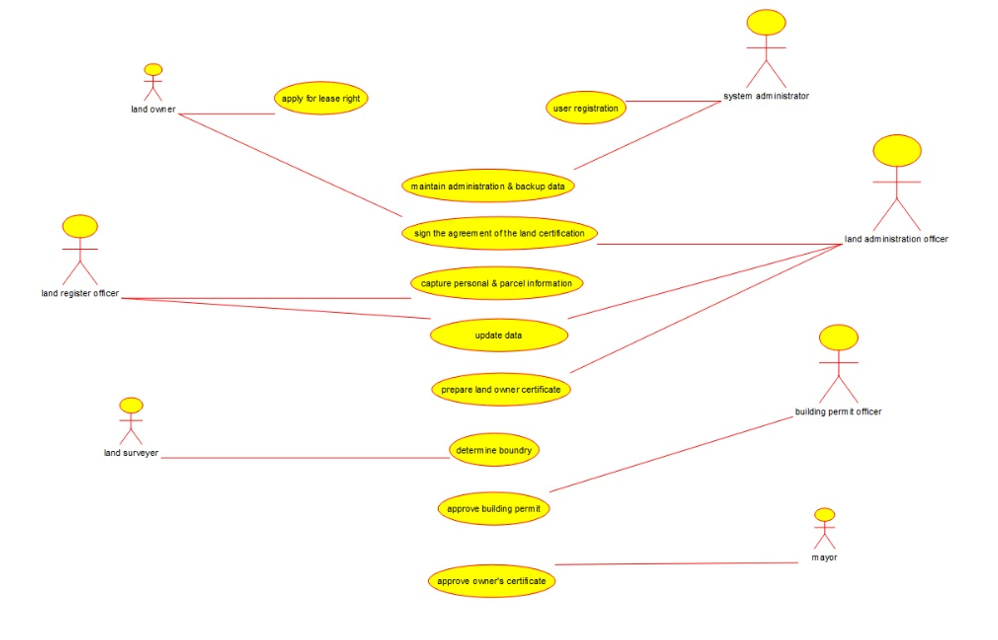 land owner
apply for lease right
user registration
system administrator
maintain administration & backup data
sign the agreement of the land certification
land administration officer
land register officer
capture personal & parcel information
update data
prepare land owner certificate
building permit officer
land surveyer
determine boundry
approve building permit
mayor
approve owner's certificate